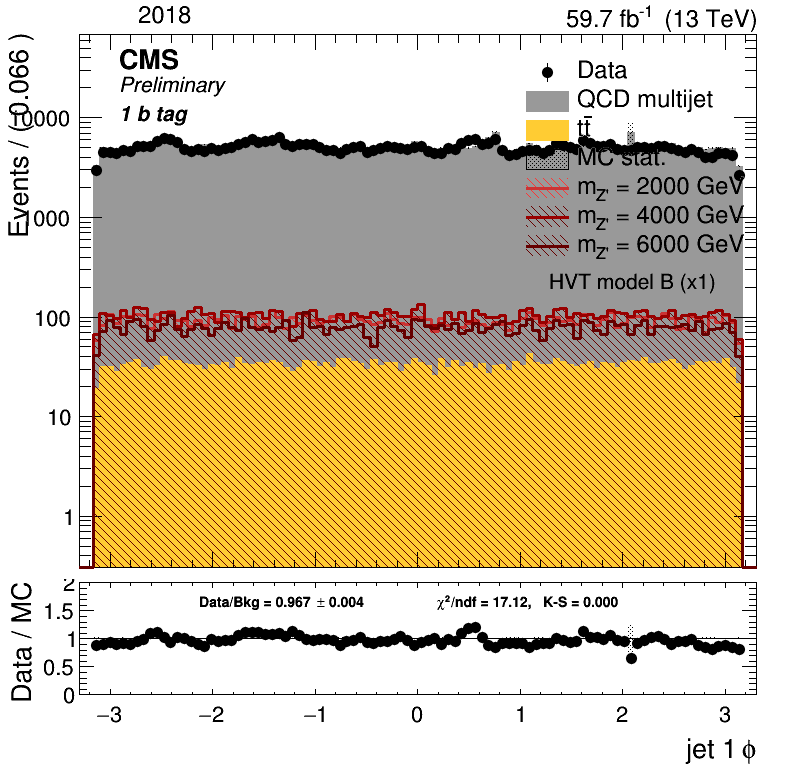 2018
59.7 fb⁻¹ (13 TeV)
CMS
Preliminary
1 b tag
Data
QCD multijet
tt̄
MC stat.
m_Z' = 2000 GeV
m_Z' = 4000 GeV
m_Z' = 6000 GeV
HVT model B (x1)
Events / ( 0.066 )
10000
1000
100
10
1
Data/Bkg = 0.967 ± 0.004
χ²/ndf = 17.12, K-S = 0.000
Data / MC
2
1.5
1
0.5
0
−3 −2 −1 0 1 2 3
jet 1 ϕ